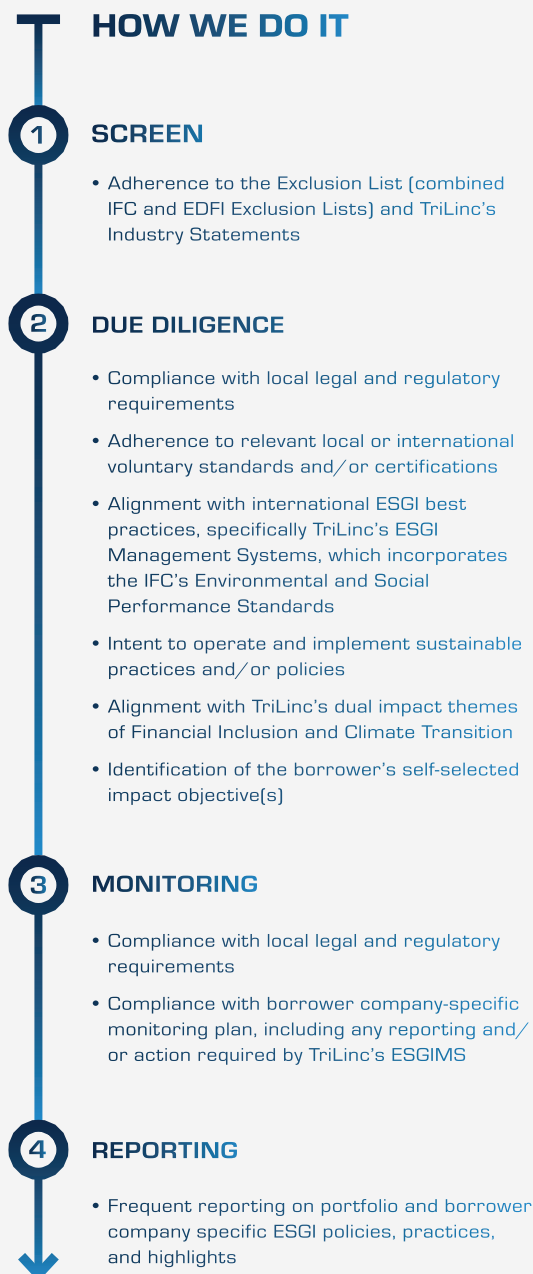 HOW WE DO IT
1
SCREEN
• Adherence to the Exclusion List (combined
IFC and EDFI Exclusion Lists) and TriLinc's
Industry Statements
2
DUE DILIGENCE
• Compliance with local legal and regulatory
requirements
• Adherence to relevant local or international
voluntary standards and/or certifications
• Alignment with international ESGI best
practices, specifically TriLinc's ESGI
Management Systems, which incorporates
the IFC's Environmental and Social
Performance Standards
• Intent to operate and implement sustainable
practices and/or policies
• Alignment with TriLinc's dual impact themes
of Financial Inclusion and Climate Transition
• Identification of the borrower's self-selected
impact objective(s)
3
MONITORING
• Compliance with local legal and regulatory
requirements
• Compliance with borrower company-specific
monitoring plan, including any reporting and/
or action required by TriLinc's ESGIMS
4
REPORTING
• Frequent reporting on portfolio and borrower
company specific ESGI policies, practices,
and highlights